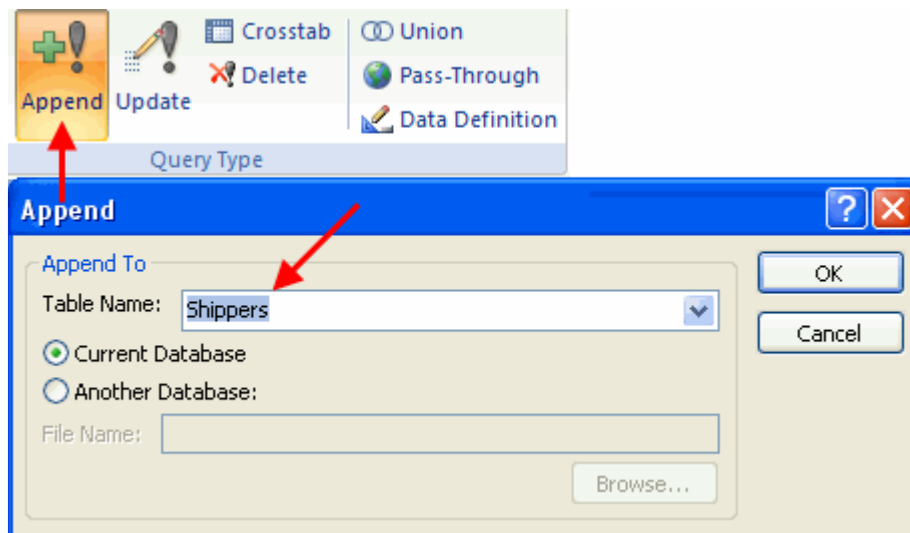 Crosstab Union
Delete Pass-Through
Append Update Data Definition
Query Type
Append
Append To
Table Name: Shippers
OK
Cancel
Current Database
Another Database:
File Name:
Browse...